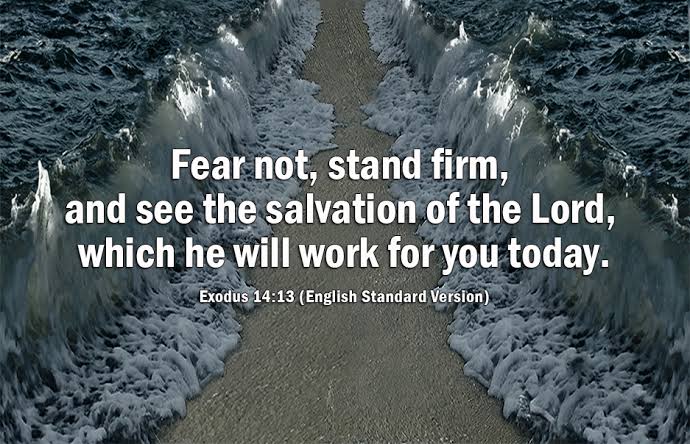 Fear not, stand firm,
and see the salvation of the Lord,
which he will work for you today.
Exodus 14:13 (English Standard Version)